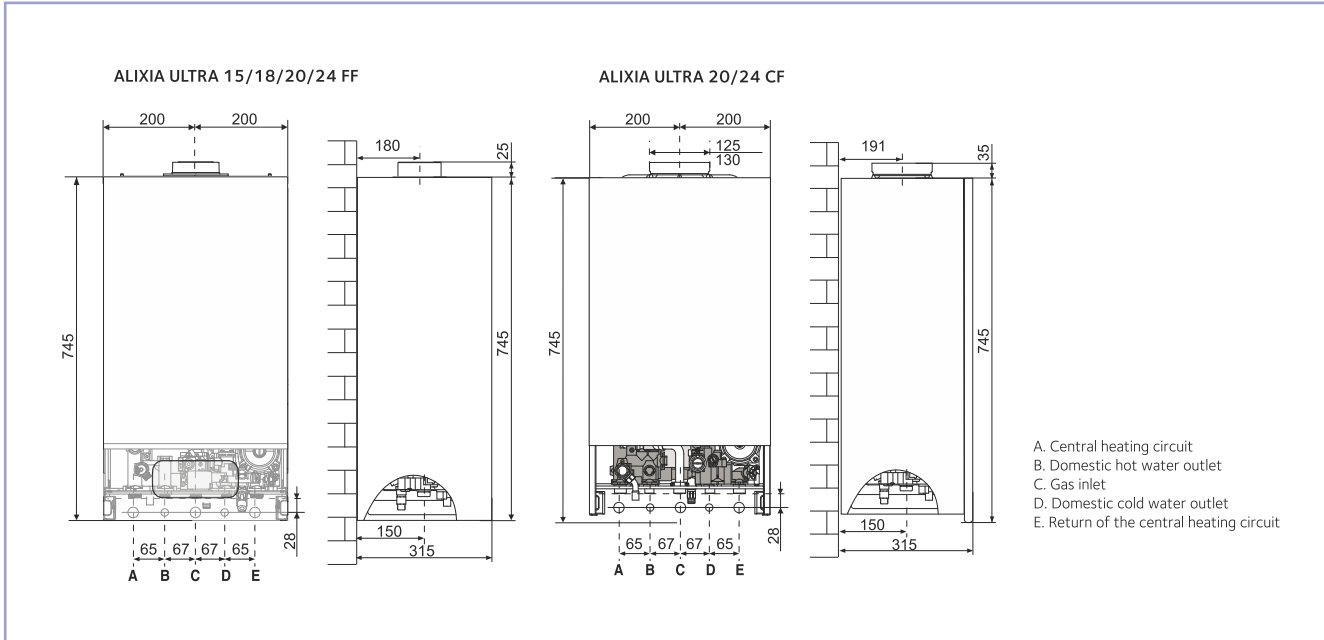 ALIXIA ULTRA 15/18/20/24 FF
200 200
180
25
745
745
28
150
315
65 67 67 65
A B C D E
ALIXIA ULTRA 20/24 CF
200 200
125
130
191
35
745
745
28
150
315
65 67 67 65
A B C D E
A. Central heating circuit
B. Domestic hot water outlet
C. Gas inlet
D. Domestic cold water outlet
E. Return of the central heating circuit